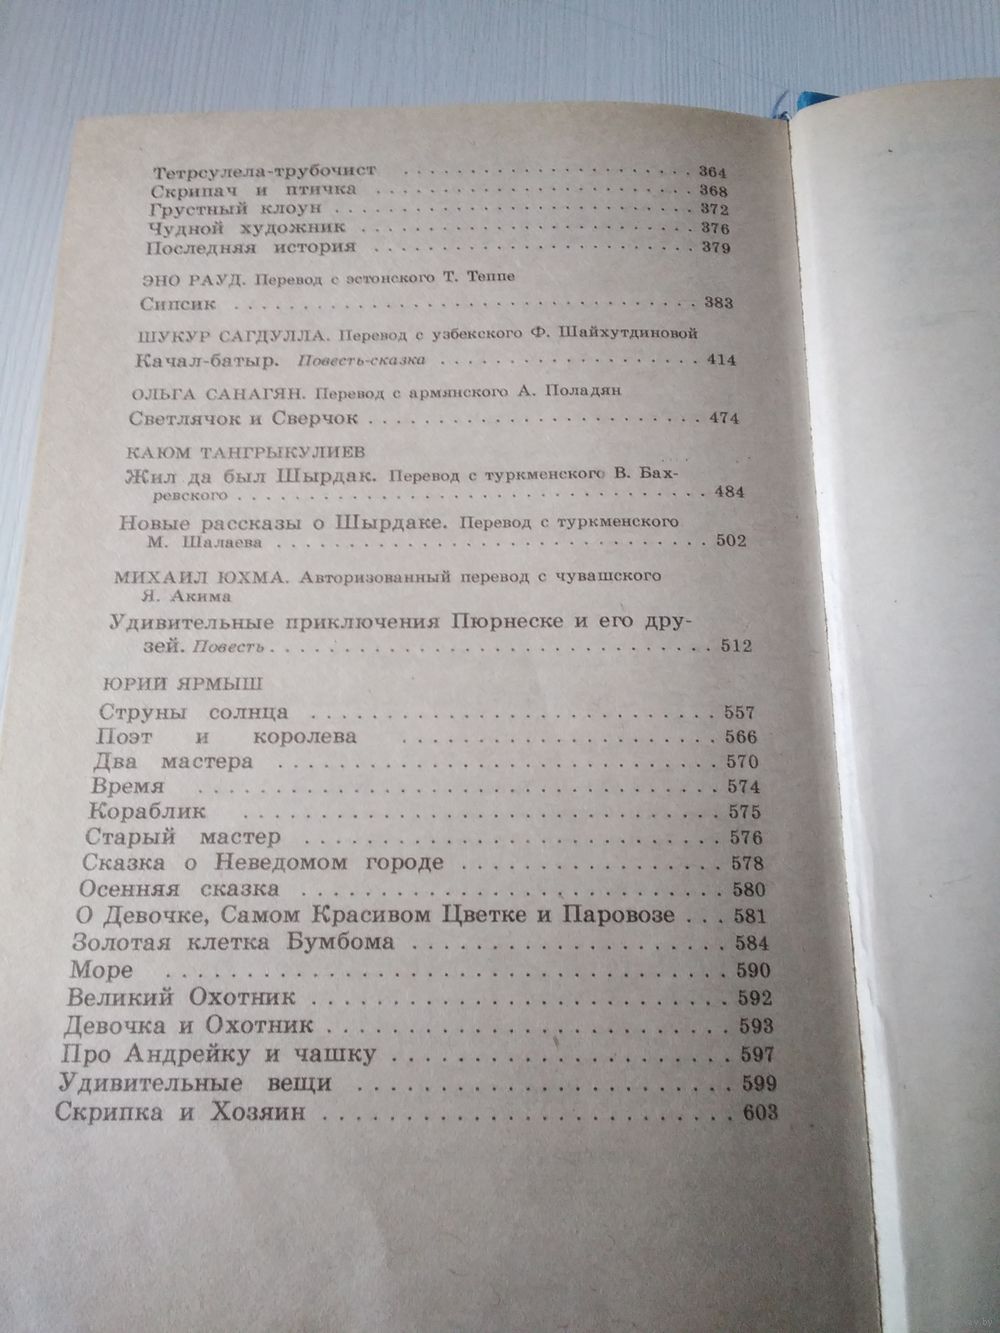 Тетрсулела-трубочист . . . . . . . . . . . . . . . . . . . . 364
Скрипач и птичка . . . . . . . . . . . . . . . . . . . . . . 368
Грустный клоун . . . . . . . . . . . . . . . . . . . . . . . 372
Чудной художник . . . . . . . . . . . . . . . . . . . . . . 376
Последняя история . . . . . . . . . . . . . . . . . . . . . 379
ЭНО РАУД. Перевод с эстонского Т. Теппе
Сипсик . . . . . . . . . . . . . . . . . . . . . . . . . . . 383
ШУКУР САГДУЛЛА. Перевод с узбекского Ф. Шайхутдиновой
Качал-батыр. Повесть-сказка . . . . . . . . . . . . . . . . 414
ОЛЬГА САНАГЯН. Перевод с армянского А. Поладян
Светлячок и Сверчок . . . . . . . . . . . . . . . . . . . . 474
КАЮМ ТАНГРЫКУЛИЕВ
Жил да был Шырдак. Перевод с туркменского В. Бах-
ревского . . . . . . . . . . . . . . . . . . . . . . . . . . 484
Новые рассказы о Шырдаке. Перевод с туркменского
М. Шалаева . . . . . . . . . . . . . . . . . . . . . . . . . 502
МИХАИЛ ЮХМА. Авторизованный перевод с чувашского
Я. Акима
Удивительные приключения Пюрнеске и его дру-
зей. Повесть . . . . . . . . . . . . . . . . . . . . . . . . 512
ЮРИЙ ЯРМЫШ
Струны солнца . . . . . . . . . . . . . . . . . . . . . . . 557
Поэт и королева . . . . . . . . . . . . . . . . . . . . . . 566
Два мастера . . . . . . . . . . . . . . . . . . . . . . . . 570
Время . . . . . . . . . . . . . . . . . . . . . . . . . . . 574
Кораблик . . . . . . . . . . . . . . . . . . . . . . . . . . 575
Старый мастер . . . . . . . . . . . . . . . . . . . . . . . 576
Сказка о Неведомом городе . . . . . . . . . . . . . . . . . 578
Осенняя сказка . . . . . . . . . . . . . . . . . . . . . . . 580
О Девочке, Самом Красивом Цветке и Паровозе . . . 581
Золотая клетка Бумбома . . . . . . . . . . . . . . . . . . 584
Море . . . . . . . . . . . . . . . . . . . . . . . . . . . . 590
Великий Охотник . . . . . . . . . . . . . . . . . . . . . . 592
Девочка и Охотник . . . . . . . . . . . . . . . . . . . . . 593
Про Андрейку и чашку . . . . . . . . . . . . . . . . . . . 597
Удивительные вещи . . . . . . . . . . . . . . . . . . . . . 599
Скрипка и Хозяин . . . . . . . . . . . . . . . . . . . . . . 603